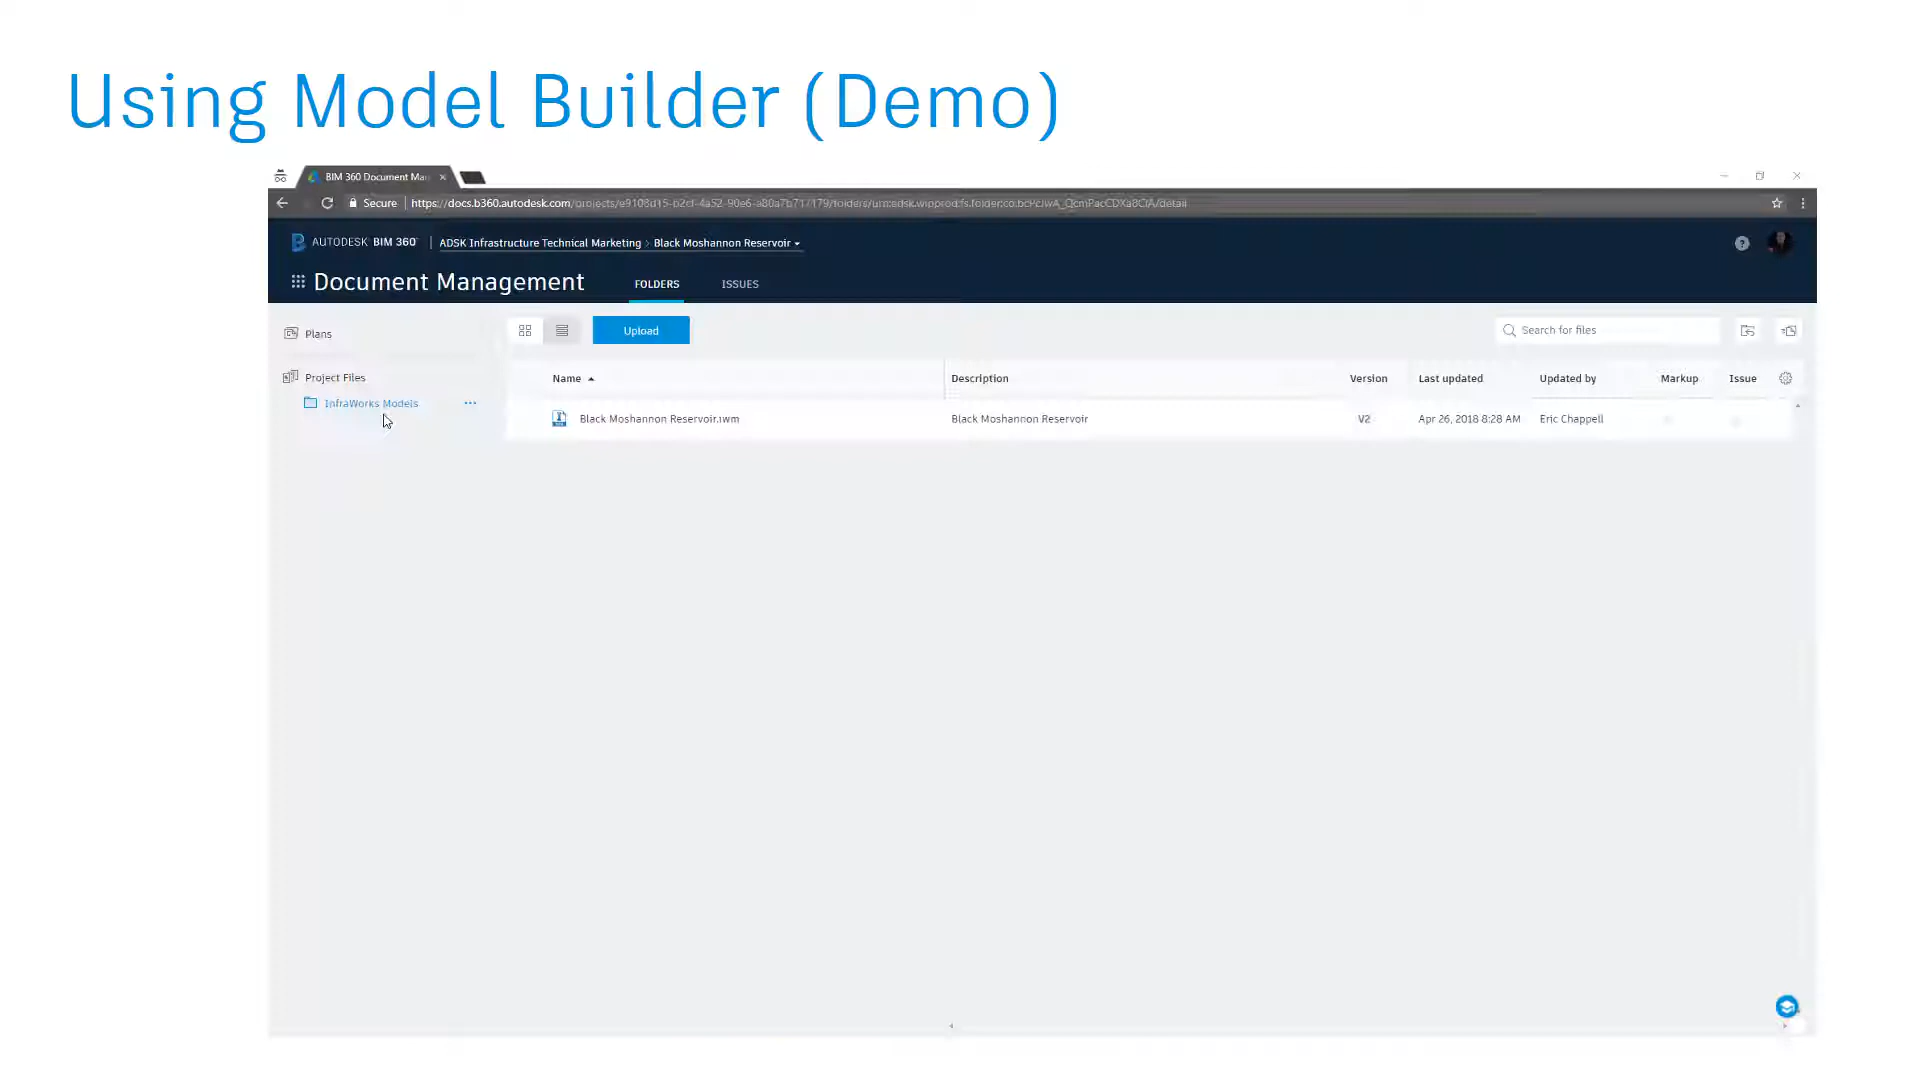 Using Model Builder (Demo)
BIM 360 Document Ma
Secure https://docs.b360.autodesk.com/projects/
AUTODESK BIM 360 ADSK Infrastructure Technical Marketing > Black Moshannon Reservoir
Document Management FOLDERS ISSUES
Plans Upload Search for files
Project Files Name Description Version Last updated Updated by Markup Issue
InfraWorks Models ...
Black Moshannon Reservoir.iwm Black Moshannon Reservoir V2 Apr 26, 2018 8:28 AM Eric Chappell